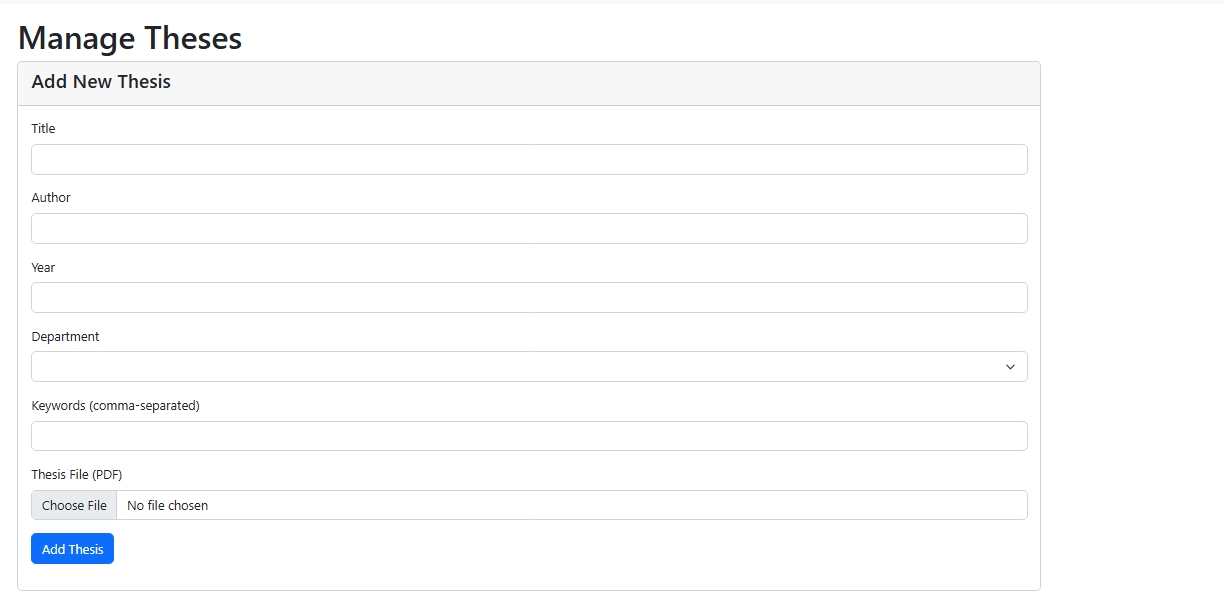 Manage Theses
Add New Thesis
Title
Author
Year
Department
Keywords (comma-separated)
Thesis File (PDF)
Choose File No file chosen
Add Thesis